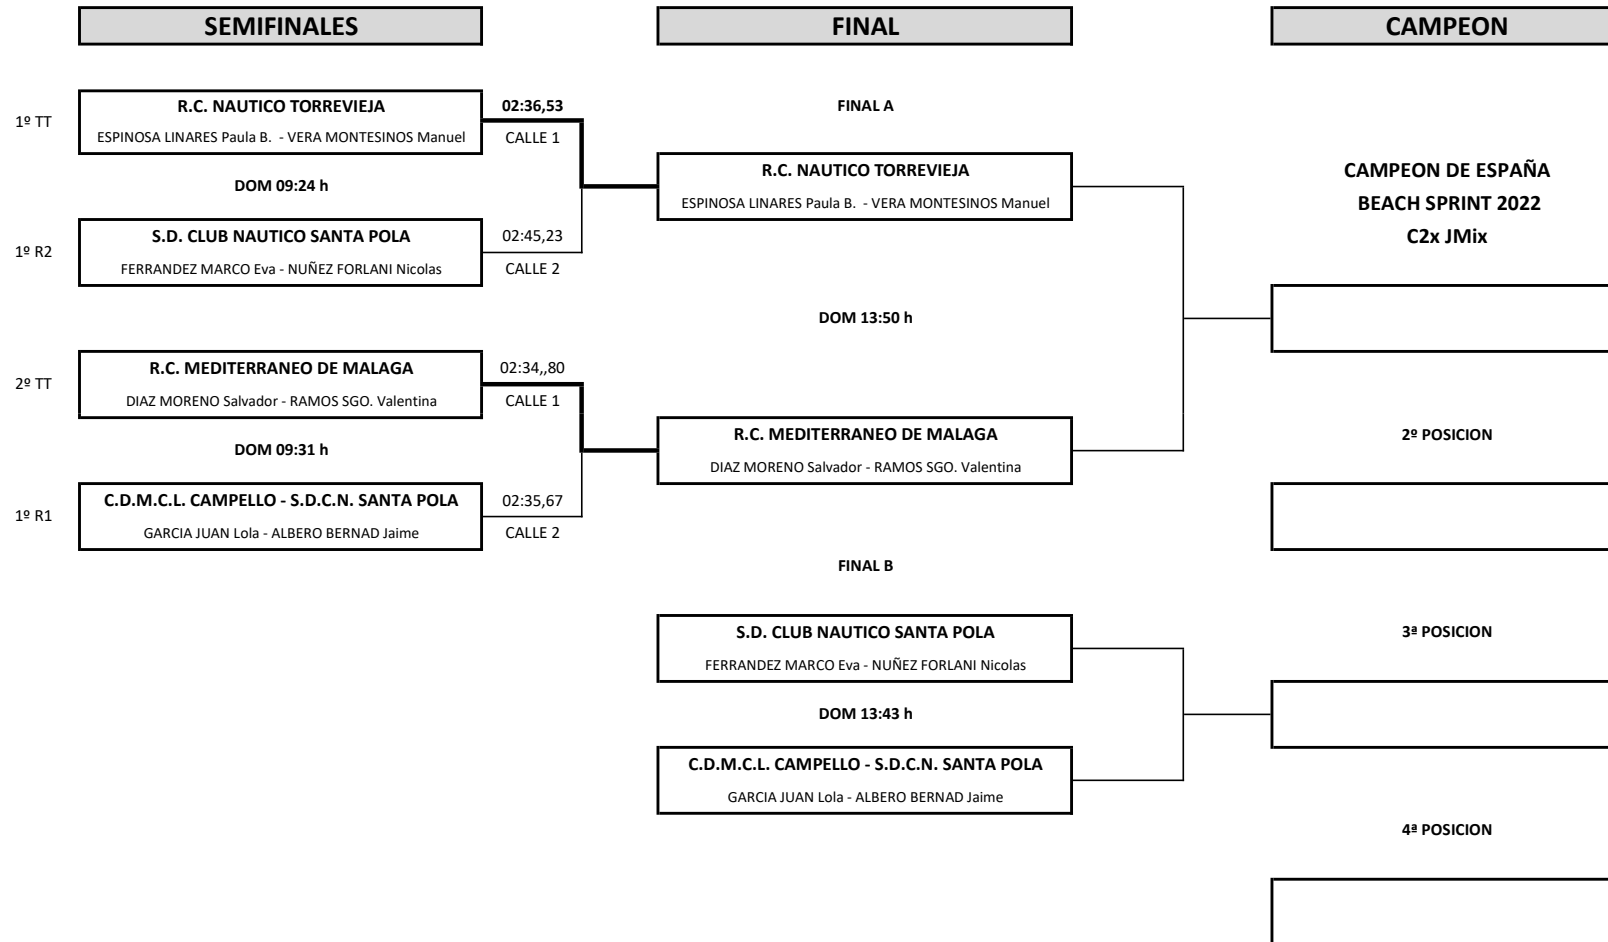 SEMIFINALES
FINAL
CAMPEON
1º TT
R.C. NAUTICO TORREVIEJA
02:36,53
ESPINOSA LINARES Paula B.  - VERA MONTESINOS Manuel
CALLE 1
DOM 09:24 h
1º R2
S.D. CLUB NAUTICO SANTA POLA
02:45,23
FERRANDEZ MARCO Eva - NUÑEZ FORLANI Nicolas
CALLE 2
2º TT
R.C. MEDITERRANEO DE MALAGA
02:34,,80
DIAZ MORENO Salvador - RAMOS SGO. Valentina
CALLE 1
DOM 09:31 h
1º R1
C.D.M.C.L. CAMPELLO - S.D.C.N. SANTA POLA
02:35,67
GARCIA JUAN Lola - ALBERO BERNAD Jaime
CALLE 2
FINAL A
R.C. NAUTICO TORREVIEJA
ESPINOSA LINARES Paula B.  - VERA MONTESINOS Manuel
DOM 13:50 h
R.C. MEDITERRANEO DE MALAGA
DIAZ MORENO Salvador - RAMOS SGO. Valentina
FINAL B
S.D. CLUB NAUTICO SANTA POLA
FERRANDEZ MARCO Eva - NUÑEZ FORLANI Nicolas
DOM 13:43 h
C.D.M.C.L. CAMPELLO - S.D.C.N. SANTA POLA
GARCIA JUAN Lola - ALBERO BERNAD Jaime
CAMPEON DE ESPAÑA
BEACH SPRINT 2022
C2x JMix
2º POSICION
3ª POSICION
4ª POSICION